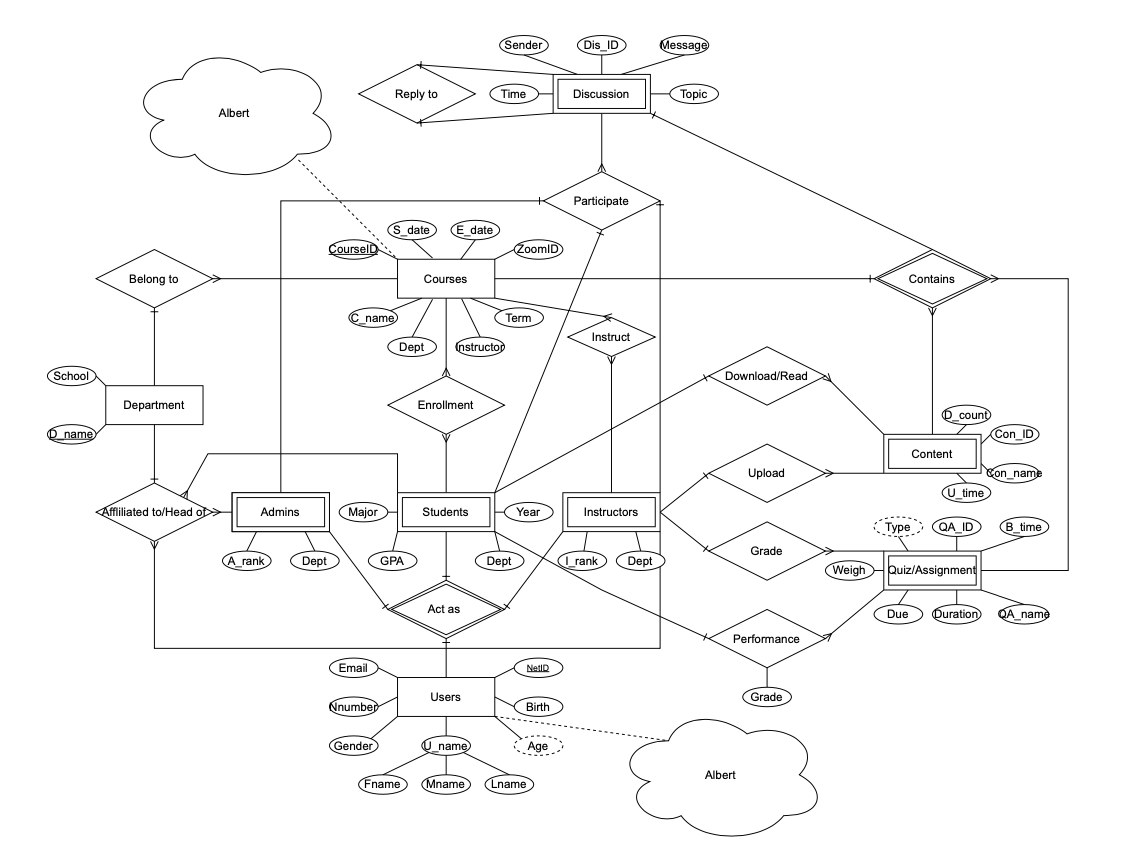 Sender
Dis_ID
Message
Reply to
Time
Discussion
Topic
Albert
Participate
S_date
E_date
CourseID
ZoomID
Belong to
Courses
Contains
C_name
Term
Dept
Instructor
Instruct
School
Download/Read
Department
Enrollment
D_name
D_count
Con_ID
Content
Upload
Con_name
U_time
Affliliated to/Head of
Admins
Major
Students
Year
Instructors
Type
QA_ID
B_time
A_rank
Dept
GPA
Dept
I_rank
Dept
Grade
Weigh
Quiz/Assignment
Act as
Due
Duration
QA_name
Performance
Email
NetID
Users
Nnumber
Birth
Grade
Gender
U_name
Age
Albert
Fname
Mname
Lname